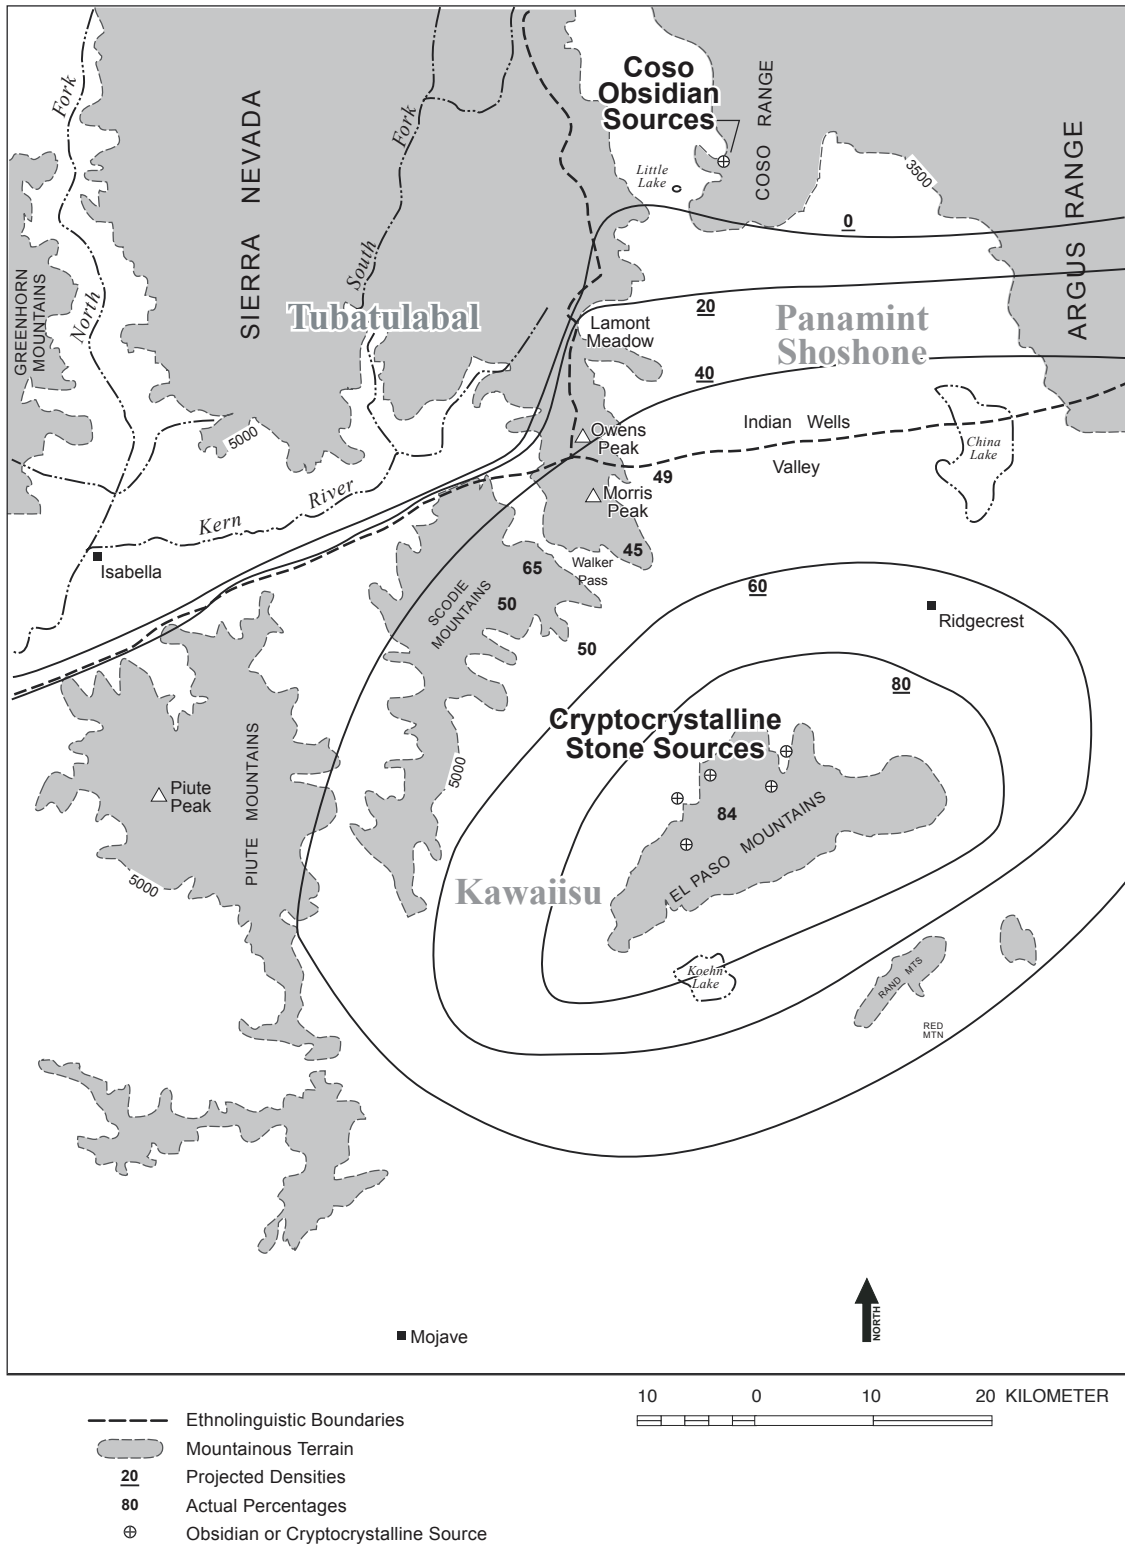 Coso
Obsidian
Sources
COSO RANGE
ARGUS RANGE
3500
Fork
Fork
SIERRA NEVADA
Little
Lake
0
South
North
GREENHORN
MOUNTAINS
Tubatulabal
20
Lamont
Meadow
Panamint
Shoshone
40
Owens
Peak
Indian Wells
Valley
China
Lake
5000
49
Morris
Peak
River
Kern
Isabella
45
Walker
Pass
65
50
SCODIE
MOUNTAINS
50
60
Ridgecrest
80
Cryptocrystalline
Stone Sources
5000
Piute
Peak
PIUTE MOUNTAINS
84
EL PASO MOUNTAINS
5000
Kawaiisu
Koehn
Lake
RAND MTS
RED
MTN
NORTH
Mojave
10 0 10 20 KILOMETER
Ethnolinguistic Boundaries
Mountainous Terrain
20 Projected Densities
80 Actual Percentages
Obsidian or Cryptocrystalline Source